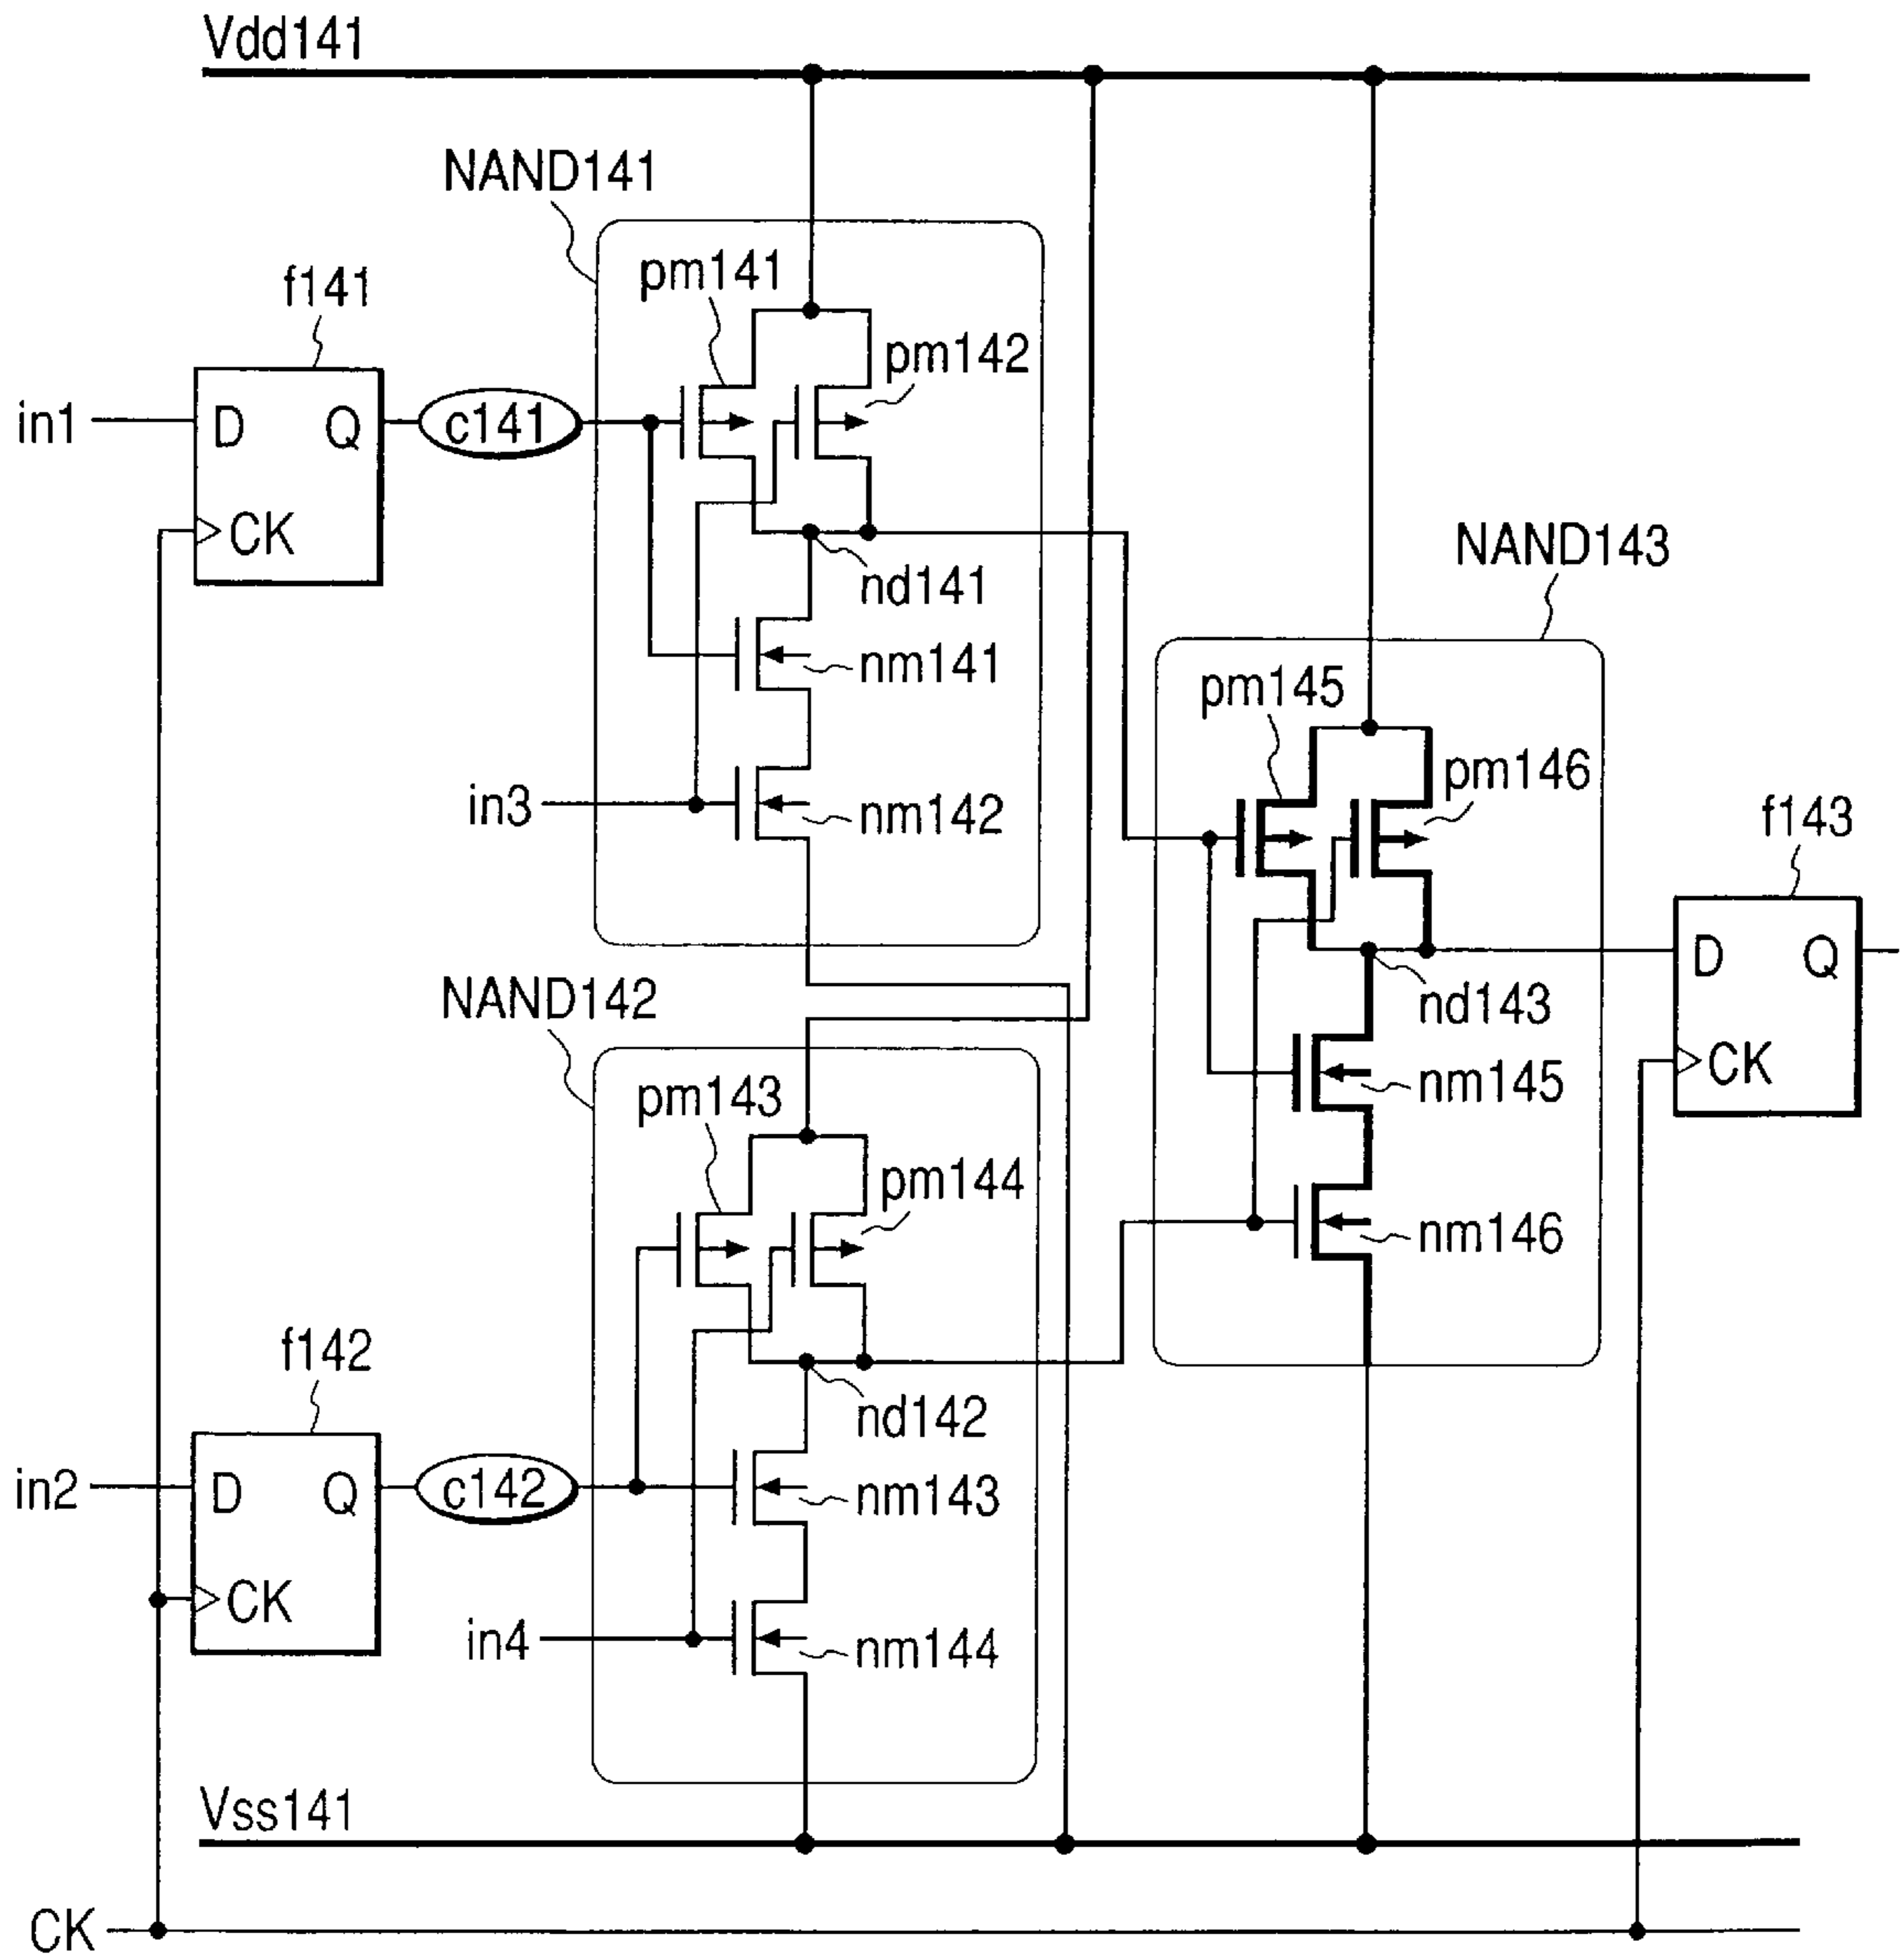 Vdd141
NAND141
pm141
f141
pm142
in1
D
Q
c141
CK
nd141
NAND143
nm141
pm145
pm146
in3
nm142
f143
D
Q
NAND142
nd143
CK
pm143
nm145
pm144
nm146
f142
nd142
in2
D
Q
c142
nm143
CK
in4
nm144
Vss141
CK